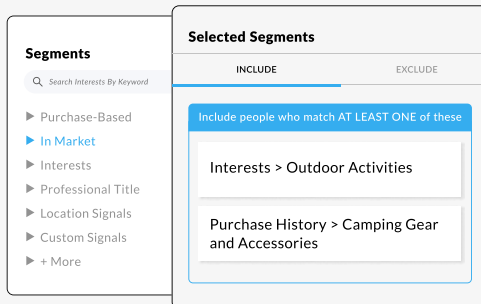 Segments
Search Interests By Keyword
Purchase-Based
In Market
Interests
Professional Title
Location Signals
Custom Signals
+ More
Selected Segments
INCLUDE
EXCLUDE
Include people who match AT LEAST ONE of these
Interests > Outdoor Activities
Purchase History > Camping Gear
and Accessories